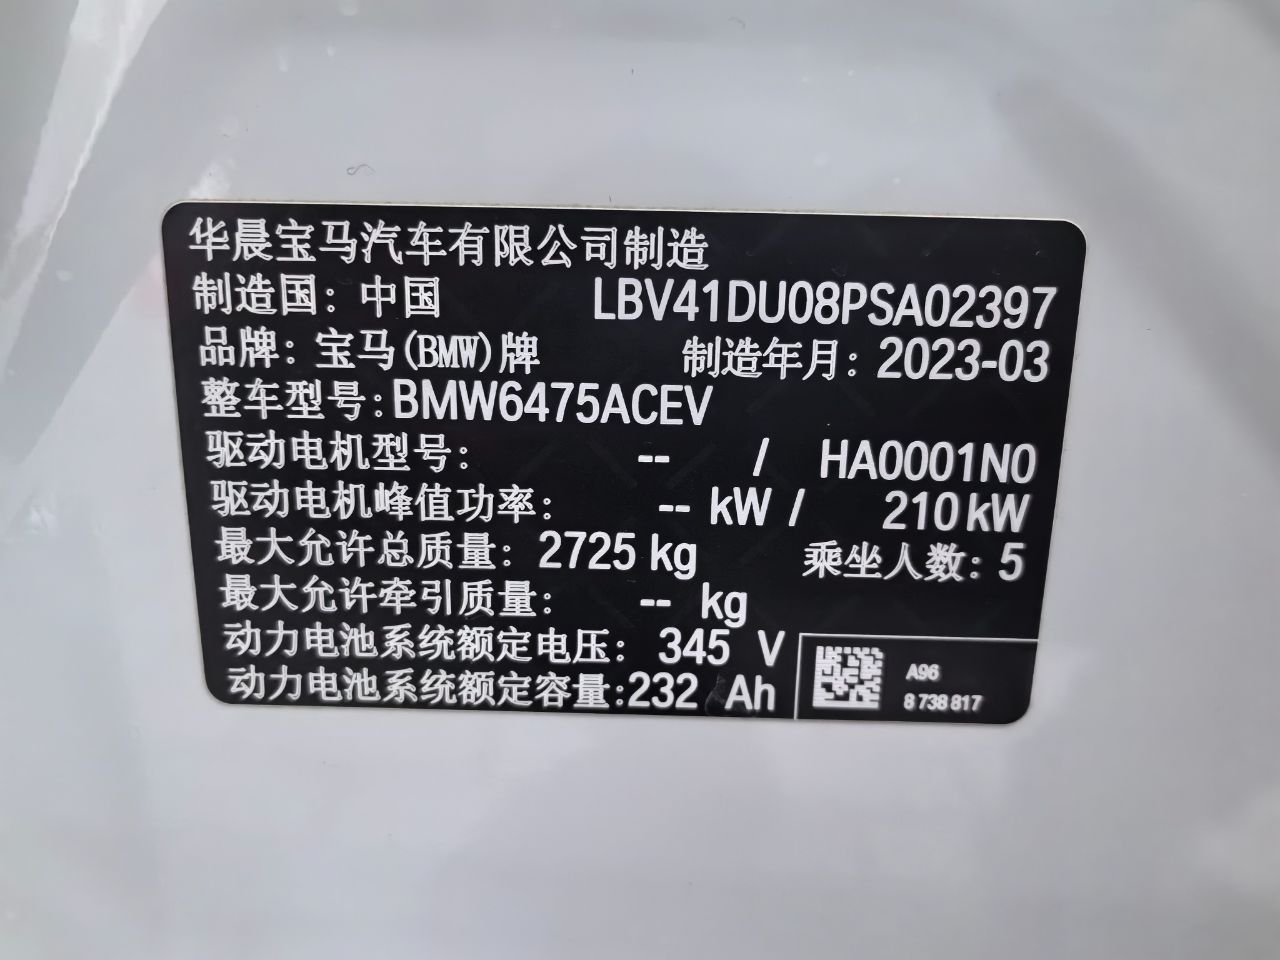 华晨宝马汽车有限公司制造
制造国：中国 LBV41DU08PSA02397
品牌：宝马(BMW)牌 制造年月：2023-03
整车型号:BMW6475ACEV
驱动电机型号： -- / HA0001N0
驱动电机峰值功率： -- kW / 210 kW
最大允许总质量：2725 kg 乘坐人数：5
最大允许牵引质量： -- kg
动力电池系统额定电压： 345 V
动力电池系统额定容量:232 Ah
A96
8 738 817